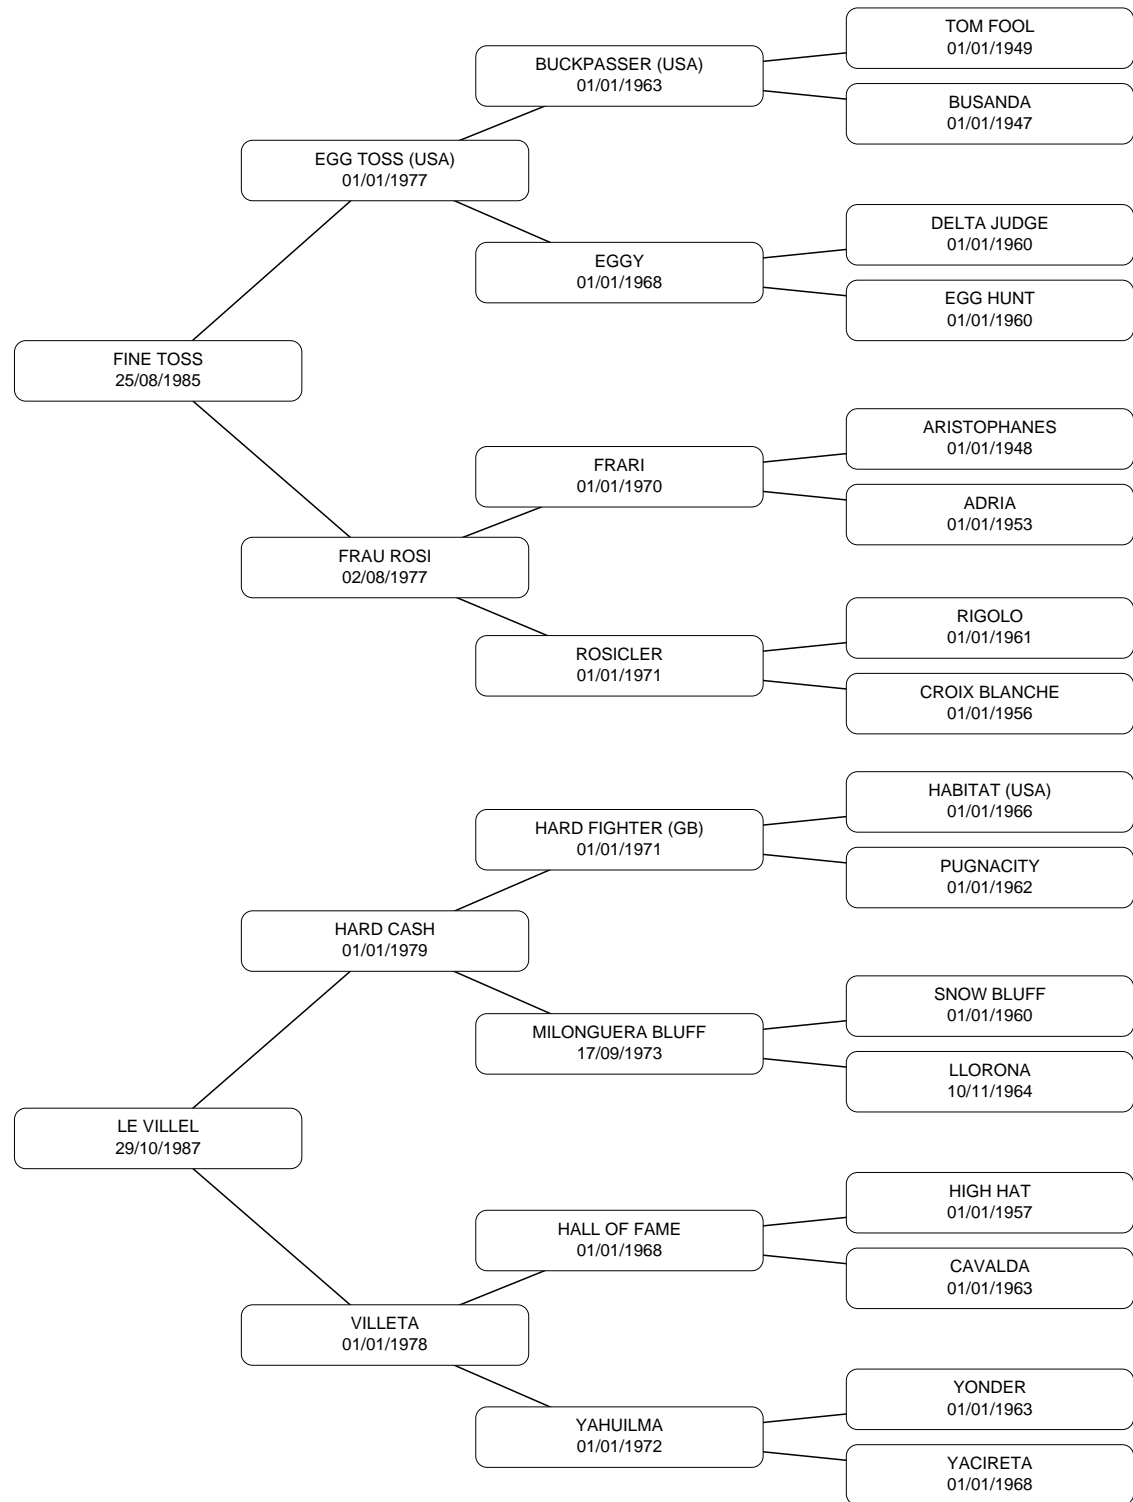 TOM FOOL
01/01/1949
BUCKPASSER (USA)
01/01/1963
BUSANDA
01/01/1947
EGG TOSS (USA)
01/01/1977
DELTA JUDGE
01/01/1960
EGGY
01/01/1968
EGG HUNT
01/01/1960
FINE TOSS
25/08/1985
ARISTOPHANES
01/01/1948
FRARI
01/01/1970
ADRIA
01/01/1953
FRAU ROSI
02/08/1977
RIGOLO
01/01/1961
ROSICLER
01/01/1971
CROIX BLANCHE
01/01/1956
HABITAT (USA)
01/01/1966
HARD FIGHTER (GB)
01/01/1971
PUGNACITY
01/01/1962
HARD CASH
01/01/1979
SNOW BLUFF
01/01/1960
MILONGUERA BLUFF
17/09/1973
LLORONA
10/11/1964
LE VILLEL
29/10/1987
HIGH HAT
01/01/1957
HALL OF FAME
01/01/1968
CAVALDA
01/01/1963
VILLETA
01/01/1978
YONDER
01/01/1963
YAHUILMA
01/01/1972
YACIRETA
01/01/1968